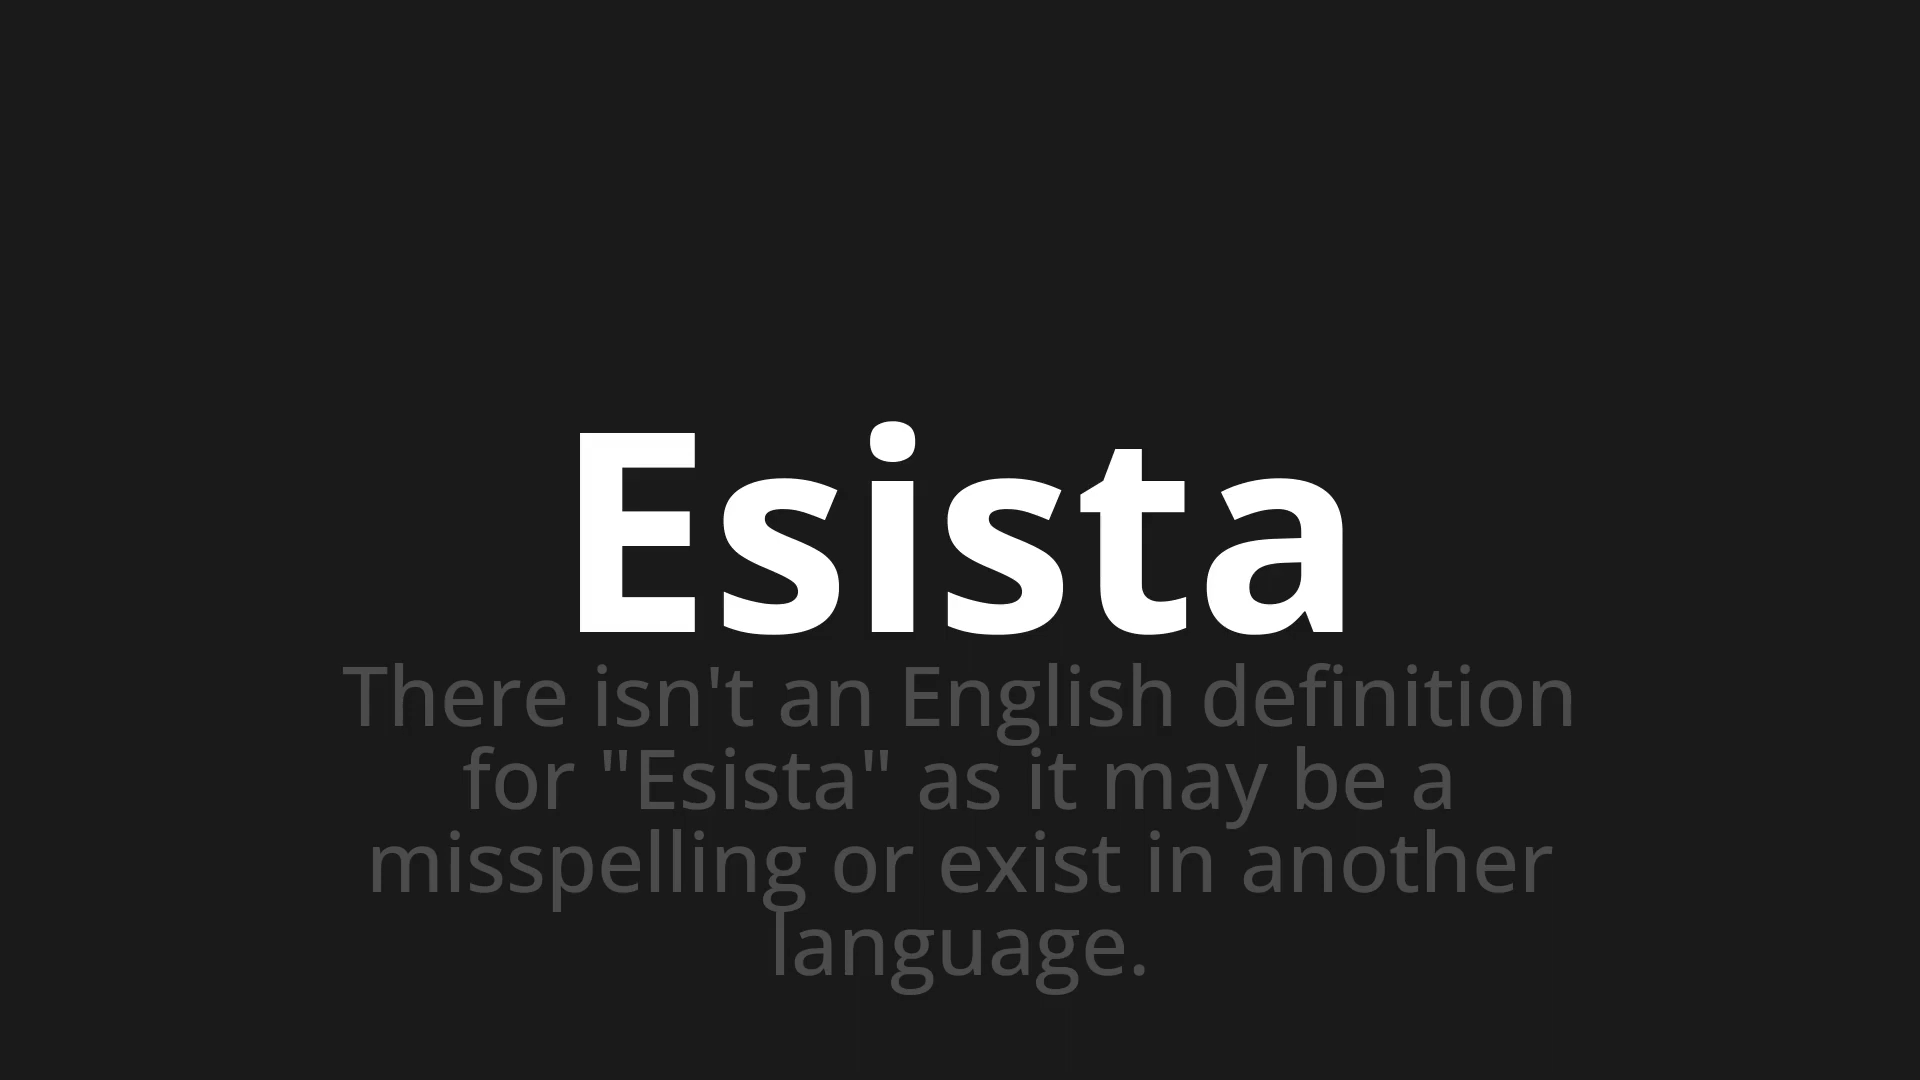 Esista
There isn't an English definition
for "Esista" as it may be a
misspelling or exist in another
language.